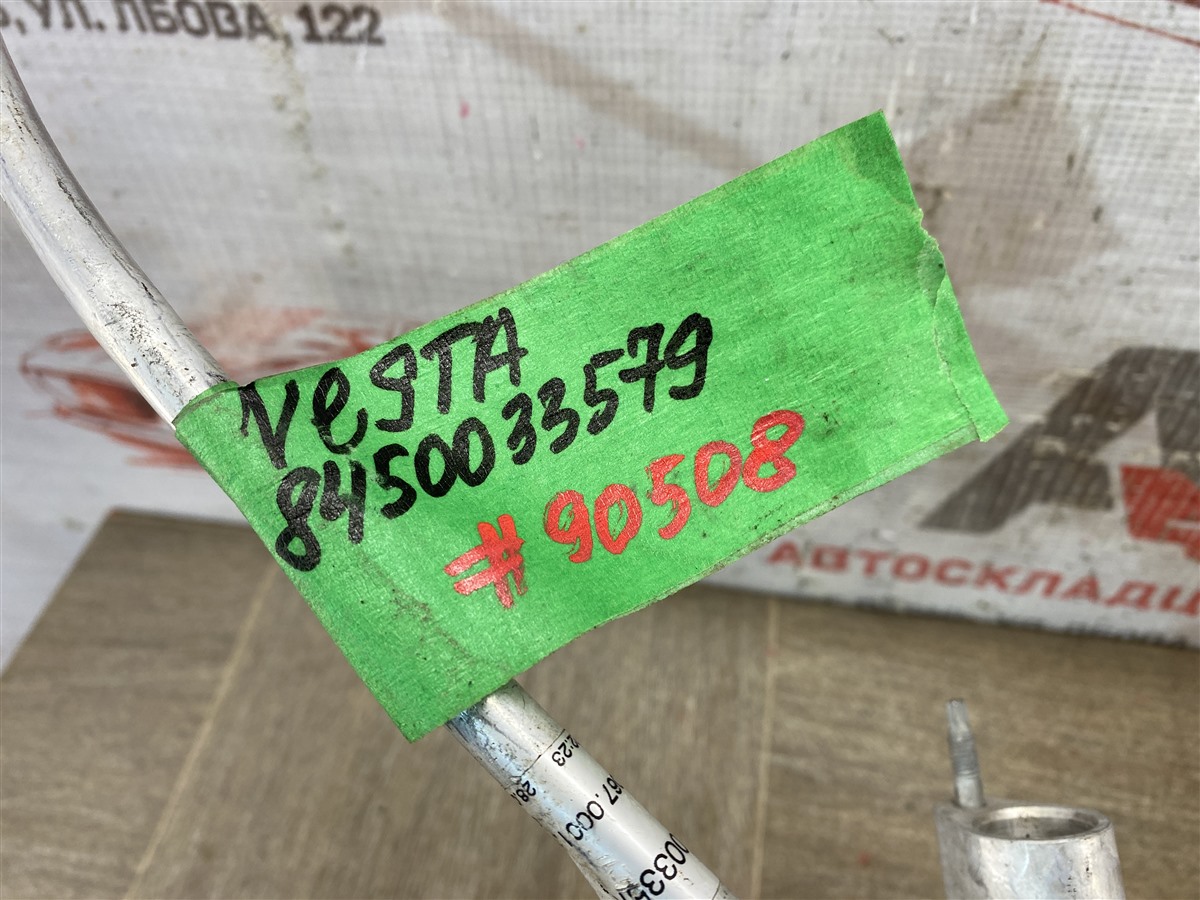 УЛ. ЛБОВА, 122
VESTA
8450033579
#90508
АВТОСКЛАДЦ